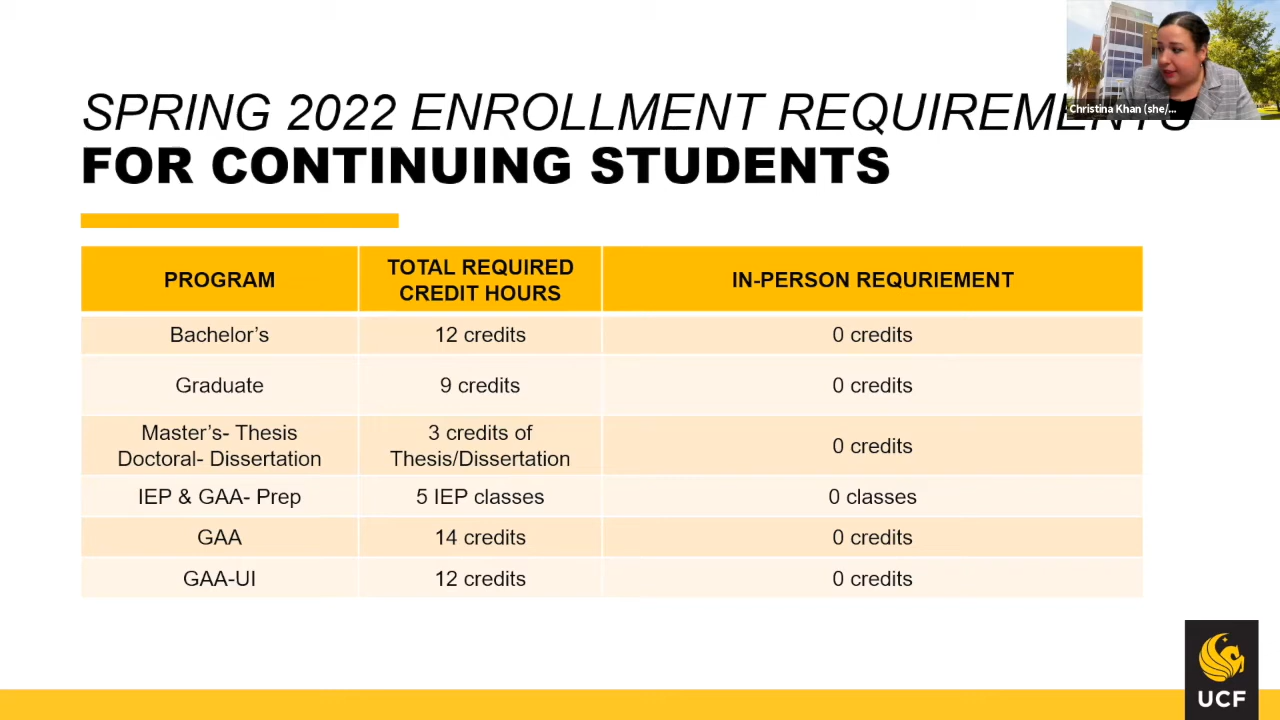 Christina Khan (she/...
SPRING 2022 ENROLLMENT REQUIREMENTS
FOR CONTINUING STUDENTS
PROGRAM
TOTAL REQUIRED
CREDIT HOURS
IN-PERSON REQURIEMENT
Bachelor's
12 credits
0 credits
Graduate
9 credits
0 credits
Master's- Thesis
Doctoral- Dissertation
3 credits of
Thesis/Dissertation
0 credits
IEP & GAA- Prep
5 IEP classes
0 classes
GAA
14 credits
0 credits
GAA-UI
12 credits
0 credits
UCF